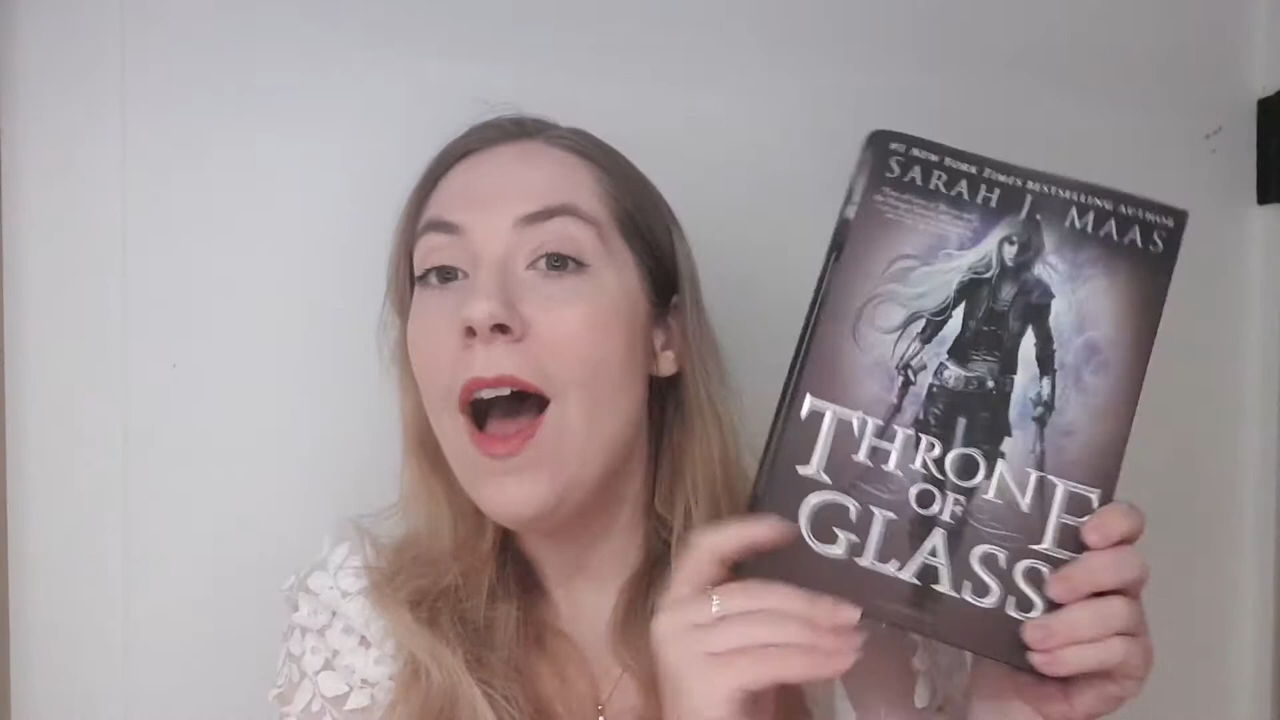 #1 NEW YORK TIMES BESTSELLING AUTHOR
SARAH J. MAAS
THRONE
OF
GLASS